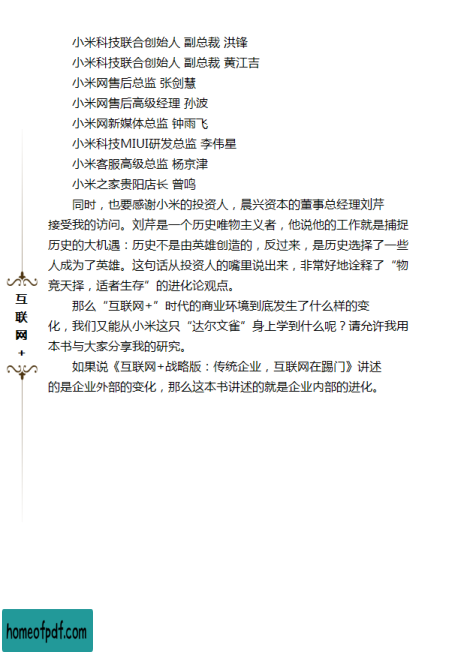 小米科技联合创始人 副总裁 洪锋
小米科技联合创始人 副总裁 黄江吉
小米网售后总监 张剑慧
小米网售后高级经理 孙波
小米网新媒体总监 钟雨飞
小米科技MIUI研发总监 李伟星
小米客服高级总监 杨京津
小米之家贵阳店长 曾鸣
同时，也要感谢小米的投资人，晨兴资本的董事总经理刘芹
接受我的访问。刘芹是一个历史唯物主义者，他说他的工作就是捕捉
历史的大机遇：历史不是由英雄创造的，反过来，是历史选择了一些
人成为了英雄。这句话从投资人的嘴里说出来，非常好地诠释了“物
竞天择，适者生存”的进化论观点。
那么“互联网+”时代的商业环境到底发生了什么样的变
化，我们又能从小米这只“达尔文雀”身上学到什么呢？请允许我用
本书与大家分享我的研究。
如果说《互联网+战略版：传统企业，互联网在踢门》讲述
的是企业外部的变化，那么这本书讲述的就是企业内部的进化。
互
联
网
+
homeofpdf.com